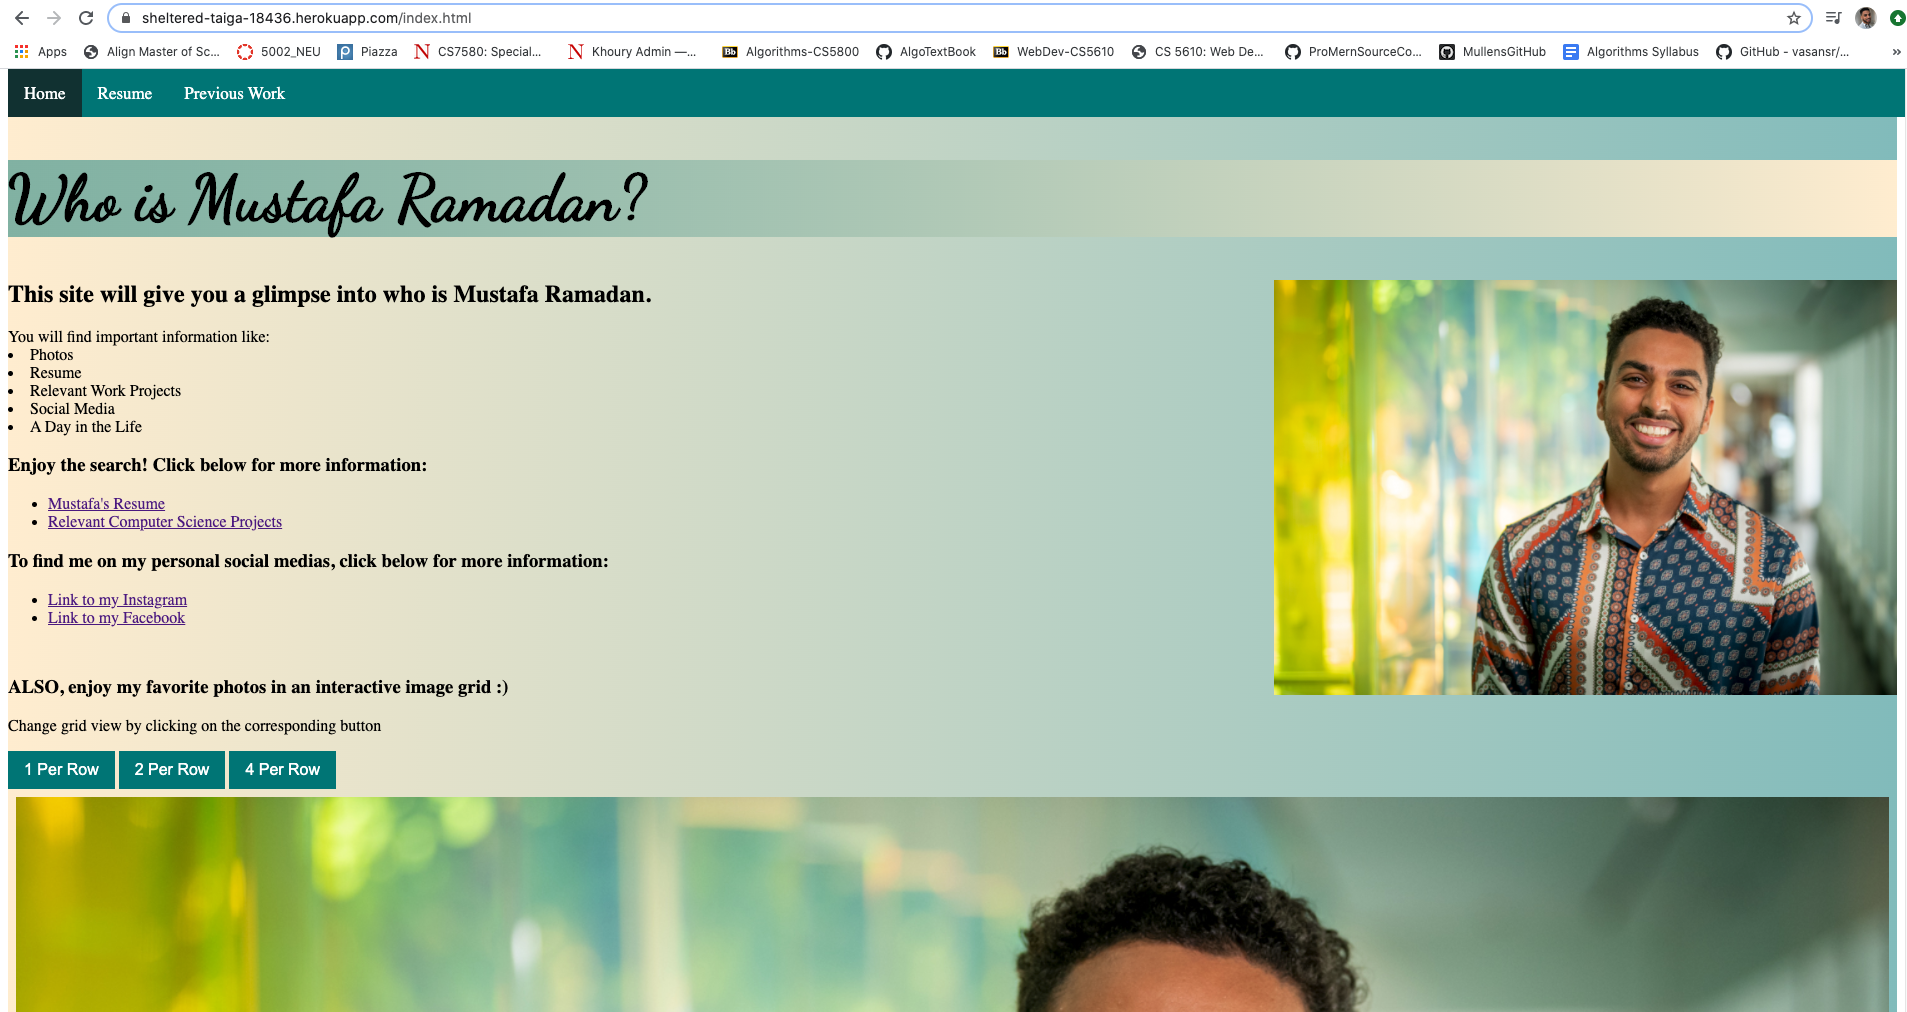 sheltered-taiga-18436.herokuapp.com/index.html
Apps Align Master of Sc... 5002_NEU Piazza CS7580: Special... Khoury Admin —... Bb Algorithms-CS5800 AlgoTextBook Bb WebDev-CS5610 CS 5610: Web De... ProMernSourceCo... MullensGitHub Algorithms Syllabus GitHub - vasansr/... »
Home Resume Previous Work
Who is Mustafa Ramadan?
This site will give you a glimpse into who is Mustafa Ramadan.
You will find important information like:
• Photos
• Resume
• Relevant Work Projects
• Social Media
• A Day in the Life
Enjoy the search! Click below for more information:
• Mustafa's Resume
• Relevant Computer Science Projects
To find me on my personal social medias, click below for more information:
• Link to my Instagram
• Link to my Facebook
ALSO, enjoy my favorite photos in an interactive image grid :)
Change grid view by clicking on the corresponding button
1 Per Row 2 Per Row 4 Per Row